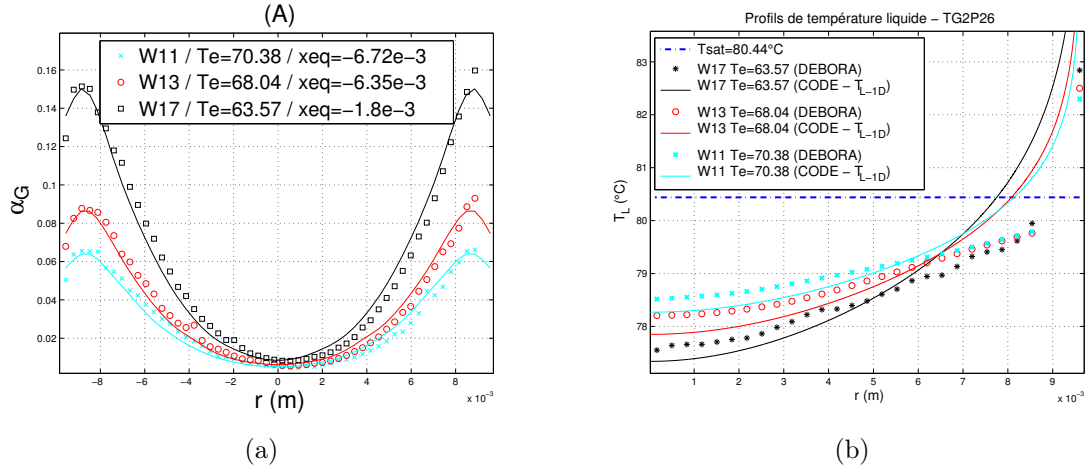 (A)
W11 / Te=70.38 / xeq=−6.72e−3
W13 / Te=68.04 / xeq=−6.35e−3
W17 / Te=63.57 / xeq=−1.8e−3
0.16
0.14
0.12
0.1
0.08
0.06
0.04
0.02
α_G
−8 −6 −4 −2 0 2 4 6 8
r (m)
x 10^−3
(a)
Profils de température liquide − TG2P26
Tsat=80.44°C
W17 Te=63.57 (DEBORA)
W17 Te=63.57 (CODE − T_L−1D)
W13 Te=68.04 (DEBORA)
W13 Te=68.04 (CODE − T_L−1D)
W11 Te=70.38 (DEBORA)
W11 Te=70.38 (CODE − T_L−1D)
83
82
81
80
79
78
T_L (°C)
1 2 3 4 5 6 7 8 9
r (m)
x 10^−3
(b)